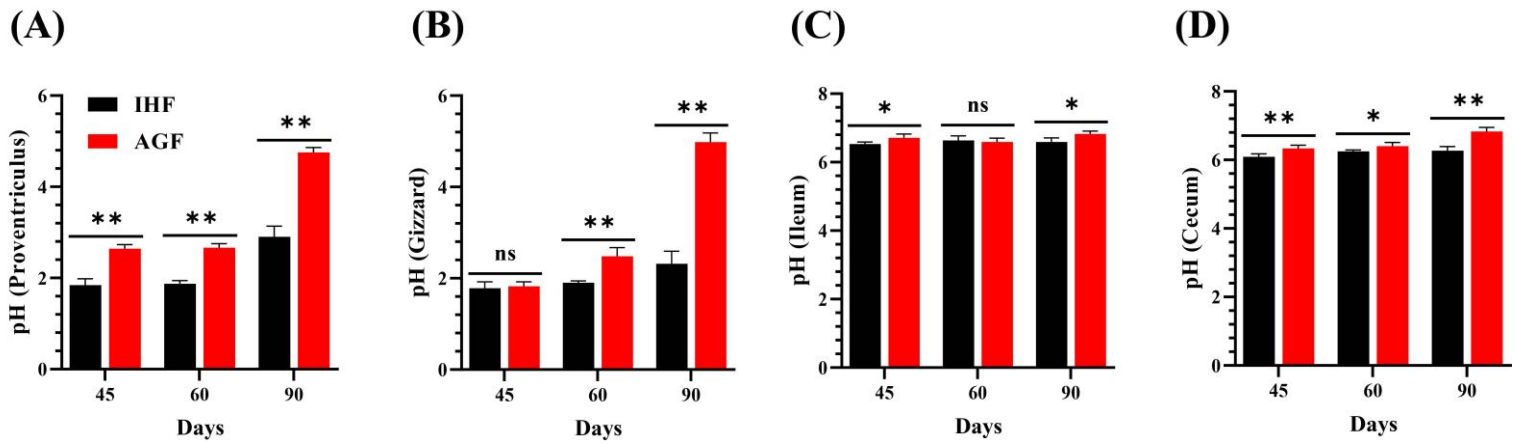 (A)
pH (Proventriculus)
6
4
2
0
IHF
AGF
**
**
**
45 60 90
Days
(B)
pH (Gizzard)
6
4
2
0
ns
**
**
45 60 90
Days
(C)
pH (Ileum)
8
6
4
2
0
*
ns
*
45 60 90
Days
(D)
pH (Cecum)
8
6
4
2
0
**
*
**
45 60 90
Days